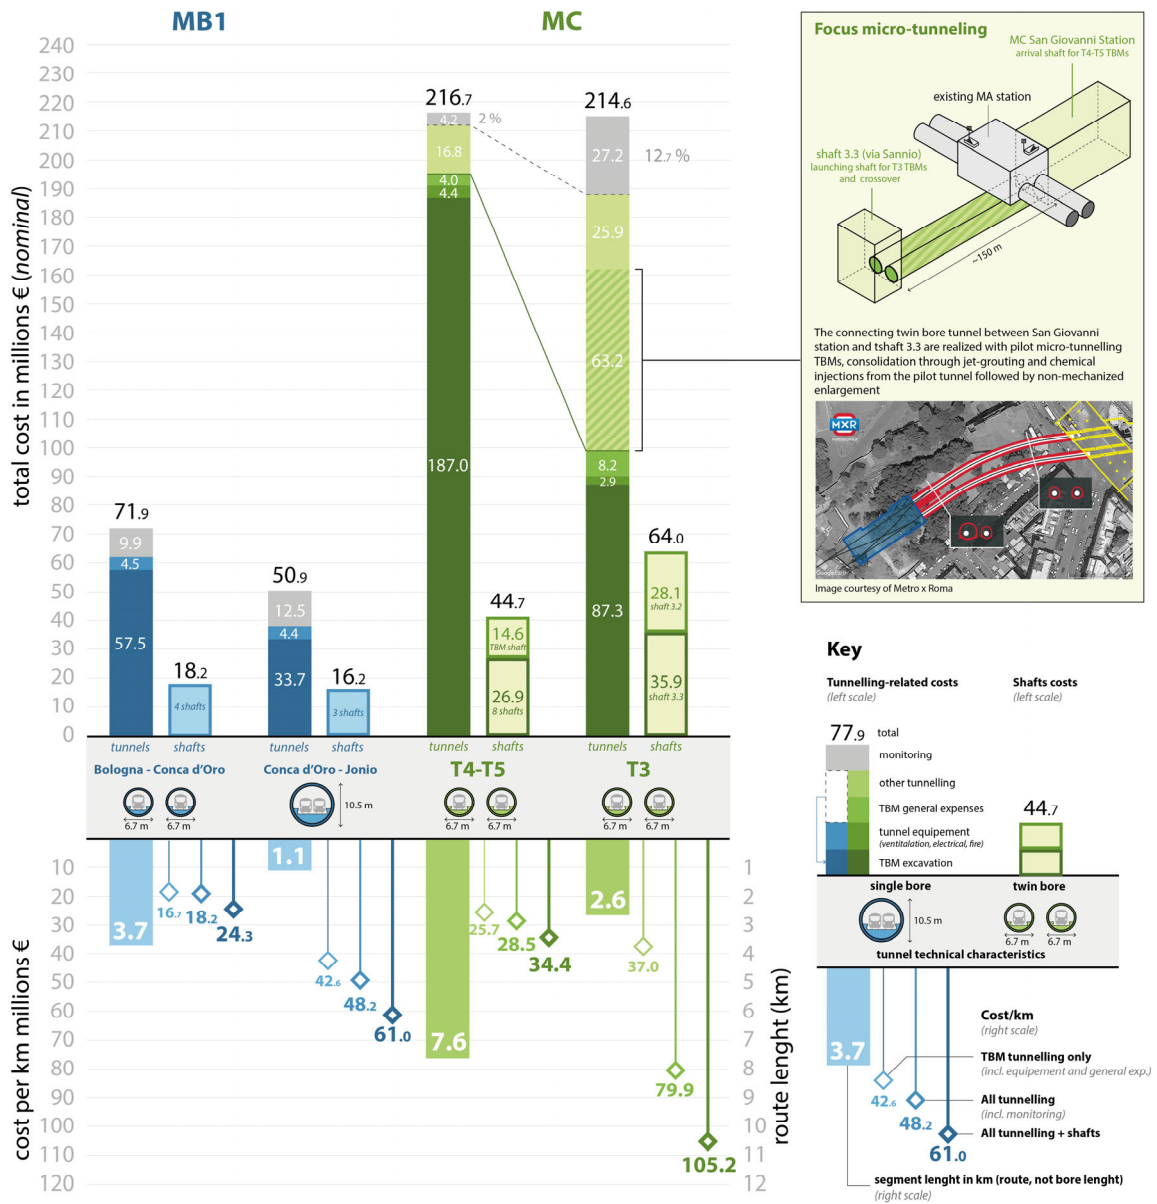 MB1
MC
240
230
220
210
200
190
180
170
160
150
140
130
120
110
100
90
80
70
60
50
40
30
20
10
0
total cost in millions € (nominal)
71.9
9.9
4.5
57.5
18.2
4 shafts
50.9
12.5
4.4
33.7
16.2
3 shafts
216.7
4.2
2 %
16.8
4.0
4.4
187.0
44.7
14.6
TBM shaft
26.9
8 shafts
214.6
27.2
12.7 %
25.9
63.2
8.2
2.9
87.3
64.0
28.1
shaft 3.2
35.9
shaft 3.3
tunnels shafts tunnels shafts tunnels shafts tunnels shafts
Bologna - Conca d'Oro
Conca d'Oro - Jonio
T4-T5
T3
6.7 m 6.7 m
10.5 m
6.7 m 6.7 m
6.7 m 6.7 m
cost per km millions €
10
20
30
40
50
60
70
80
90
100
110
120
3.7
16.7
18.2
24.3
1.1
42.6
48.2
61.0
7.6
25.7
28.5
34.4
2.6
37.0
79.9
105.2
1
2
3
4
5
6
7
8
9
10
11
12
route lenght (km)
Focus micro-tunneling
MC San Giovanni Station
arrival shaft for T4-T5 TBMs
existing MA station
shaft 3.3 (via Sannio)
launching shaft for T3 TBMs
and crossover
~150 m
The connecting twin bore tunnel between San Giovanni
station and tshaft 3.3 are realized with pilot micro-tunnelling
TBMs, consolidation through jet-grouting and chemical
injections from the pilot tunnel followed by non-mechanized
enlargement
MXR
Image courtesy of Metro x Roma
Key
Tunnelling-related costs
(left scale)
Shafts costs
(left scale)
77.9
total
monitoring
other tunnelling
TBM general expenses
tunnel equipement
(ventitalation, electrical, fire)
TBM excavation
44.7
single bore
twin bore
10.5 m
6.7 m 6.7 m
tunnel technical characteristics
3.7
42.6
48.2
61.0
Cost/km
(right scale)
TBM tunnelling only
(incl. equipement and general exp.)
All tunnelling
(incl. monitoring)
All tunnelling + shafts
segment lenght in km (route, not bore lenght)
(right scale)